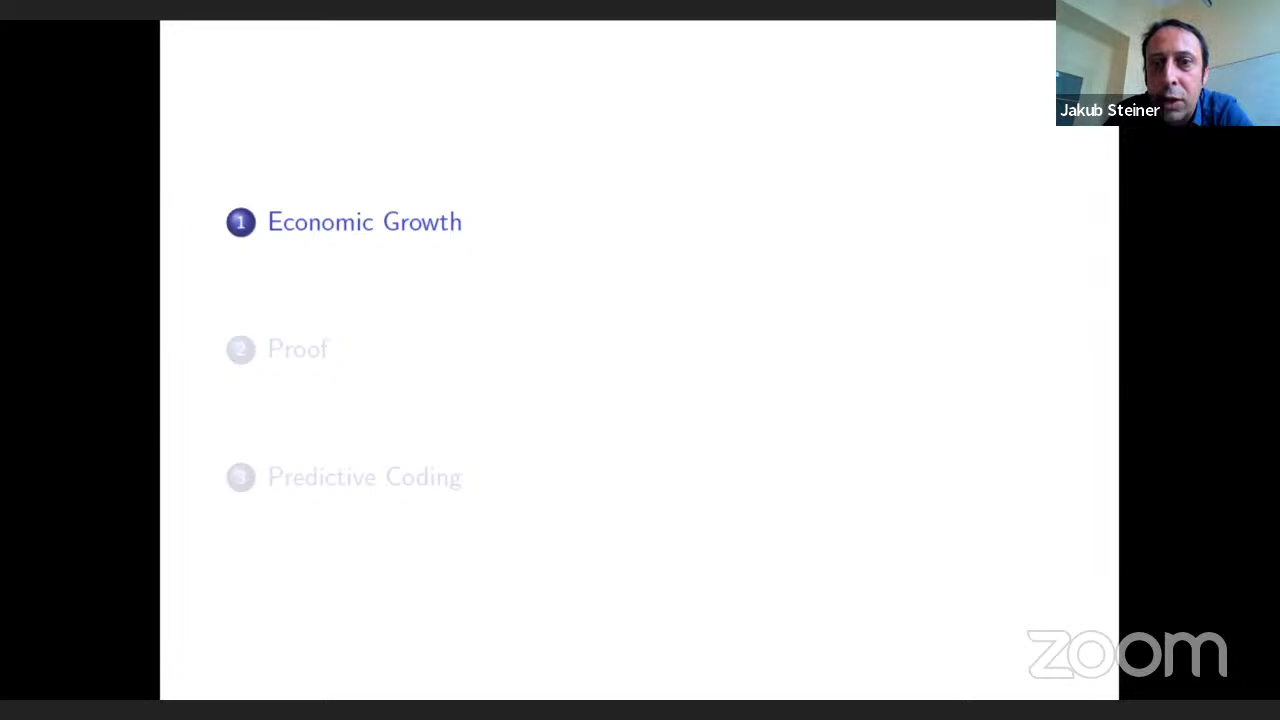 Jakub Steiner
1 Economic Growth
2 Proof
3 Predictive Coding
zoom